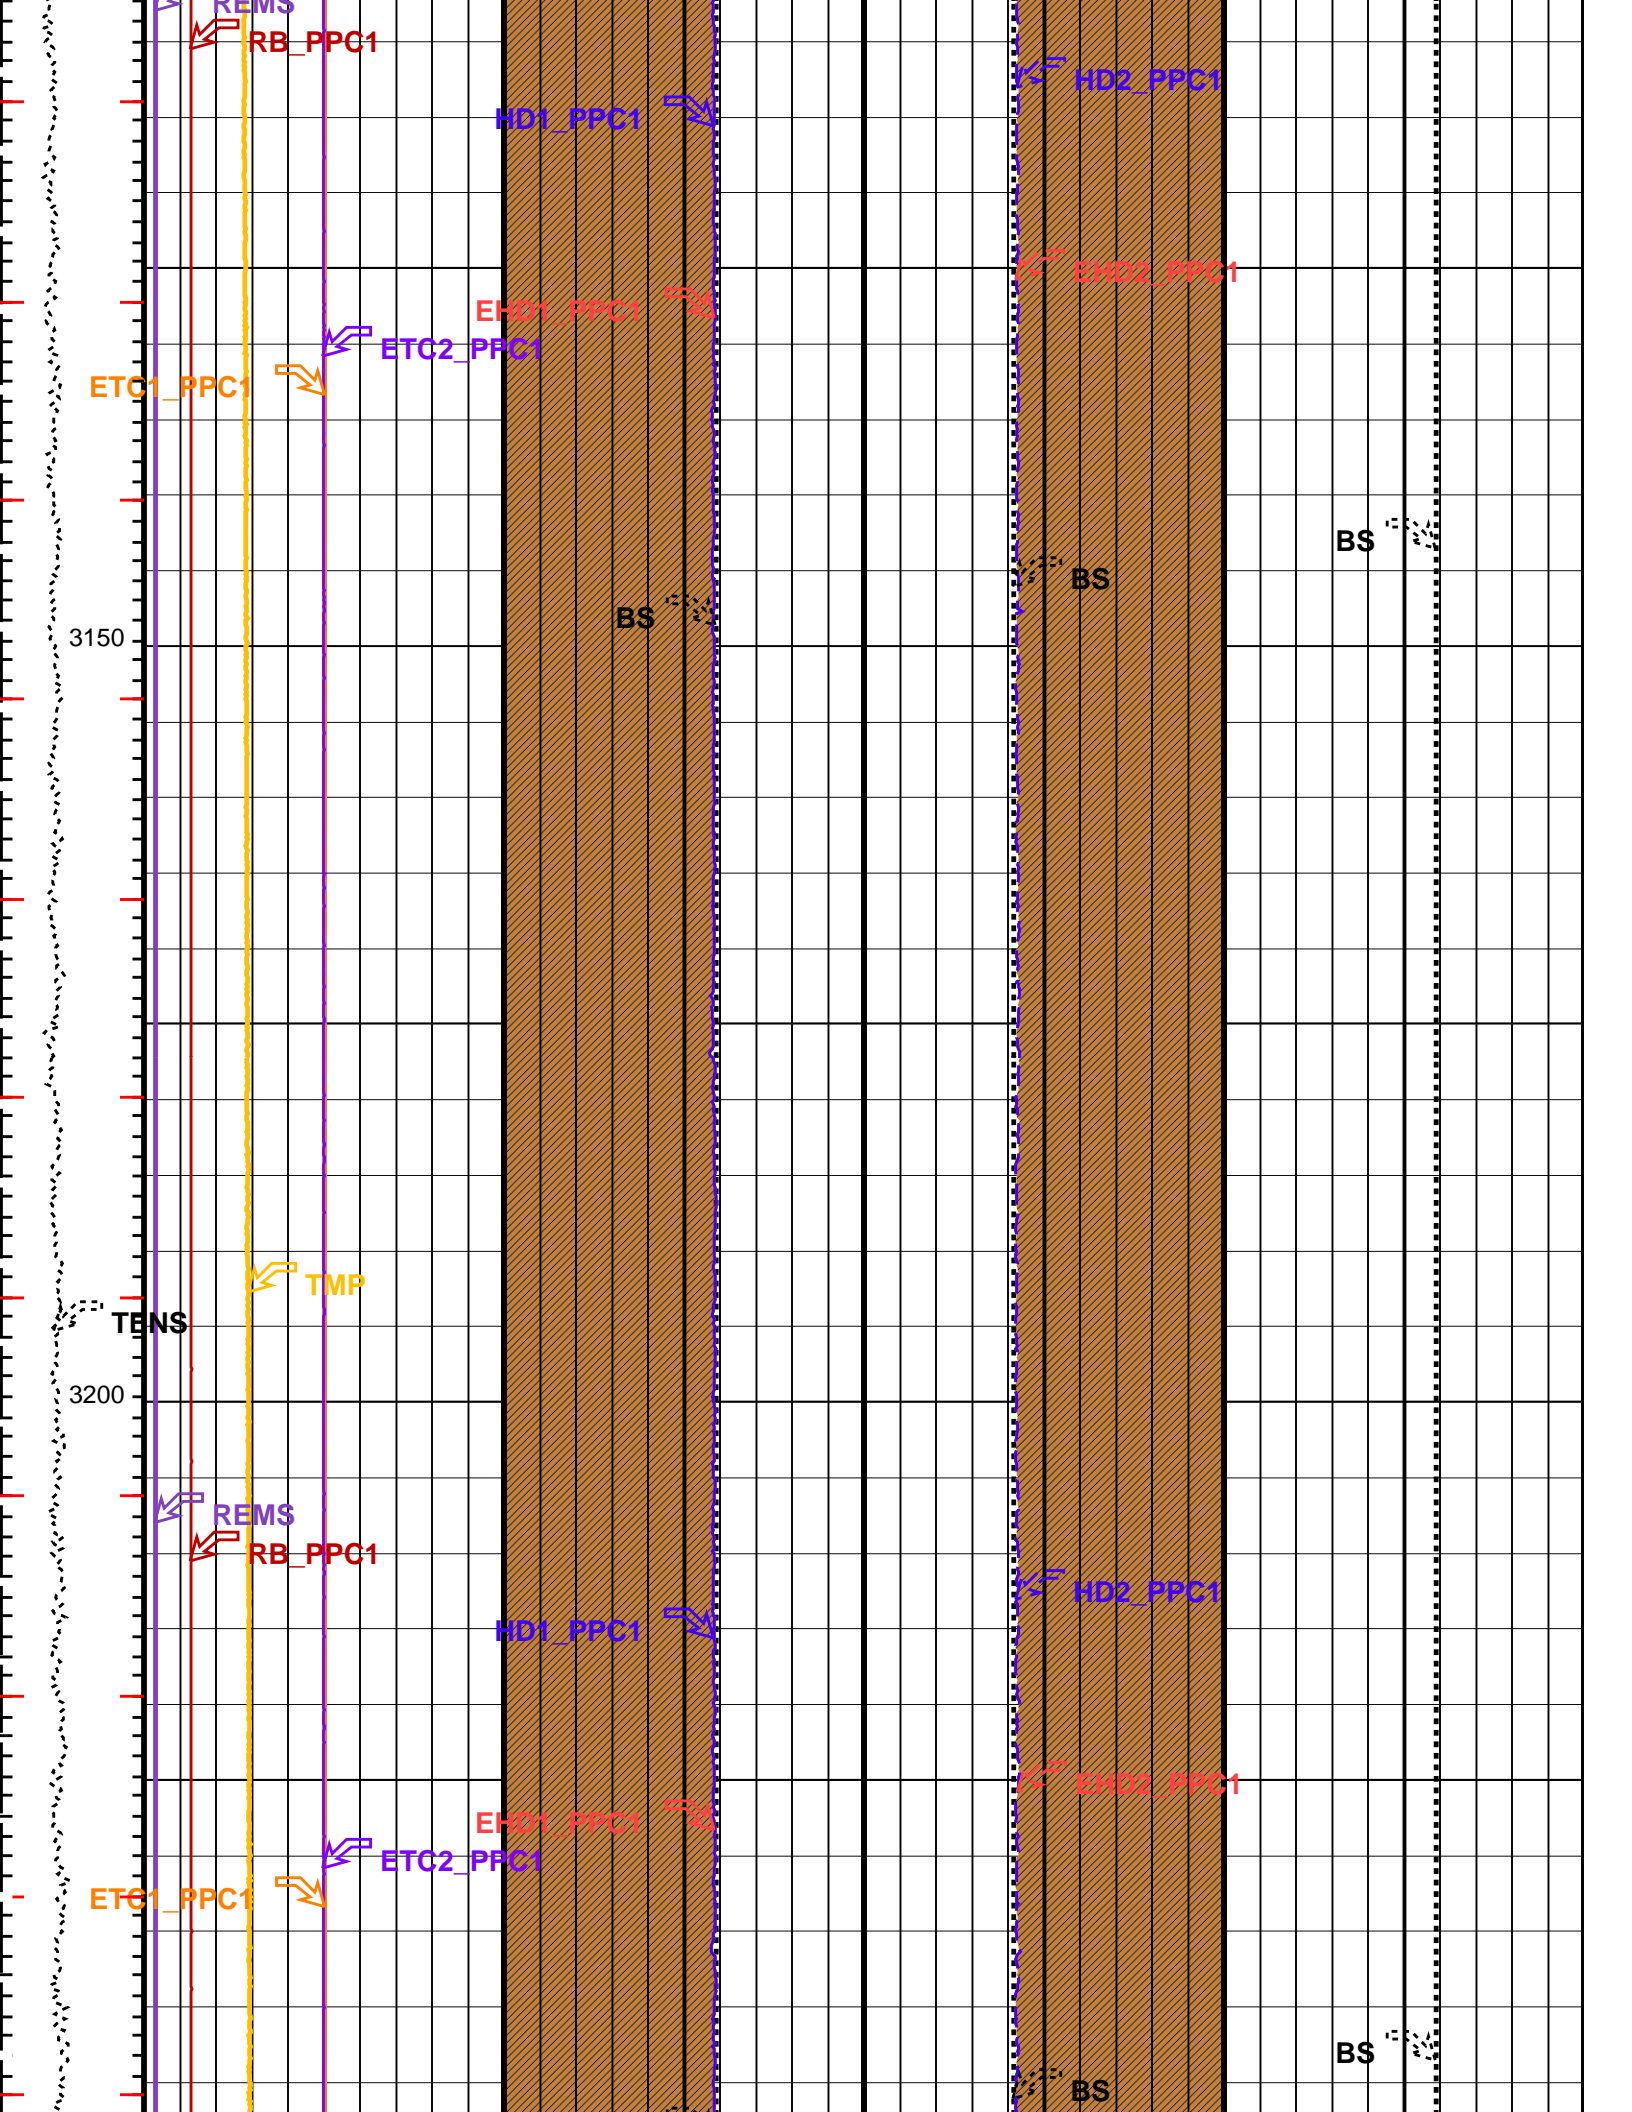 REMS
RB_PPC1
HD2_PPC1
HD1_PPC1
EHD2_PPC1
EHD1_PPC1
ETC2_PPC1
ETC1_PPC1
BS
BS
BS
3150
TMP
TENS
3200
REMS
RB_PPC1
HD2_PPC1
HD1_PPC1
EHD2_PPC1
EHD1_PPC1
ETC2_PPC1
ETC1_PPC1
BS
BS